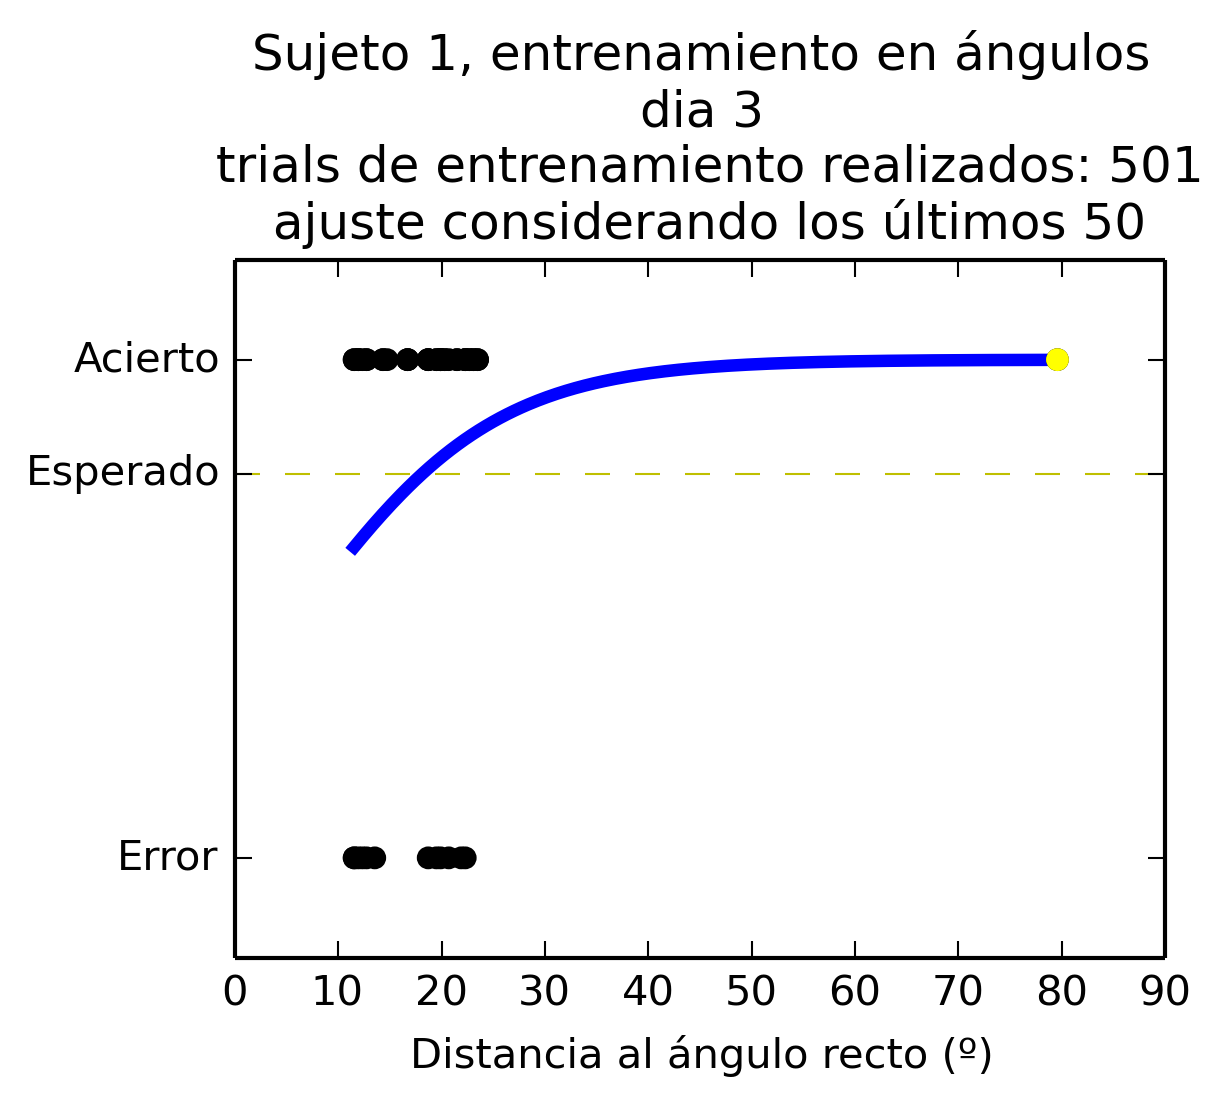 Sujeto 1, entrenamiento en ángulos
dia 3
trials de entrenamiento realizados: 501
ajuste considerando los últimos 50
Acierto
Esperado
Error
0 10 20 30 40 50 60 70 80 90
Distancia al ángulo recto (º)